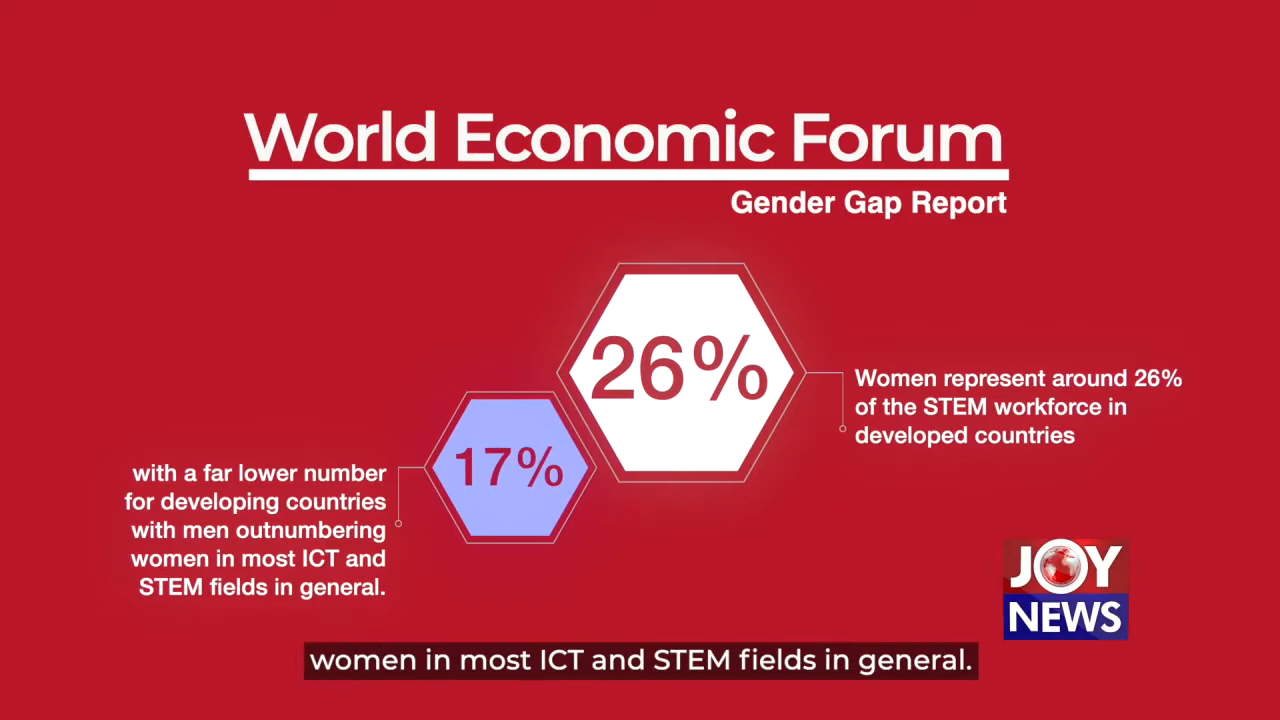 World Economic Forum
Gender Gap Report
26%
Women represent around 26%
of the STEM workforce in
developed countries
17%
with a far lower number
for developing countries
with men outnumbering
women in most ICT and
STEM fields in general.
JOY
NEWS
women in most ICT and STEM fields in general.